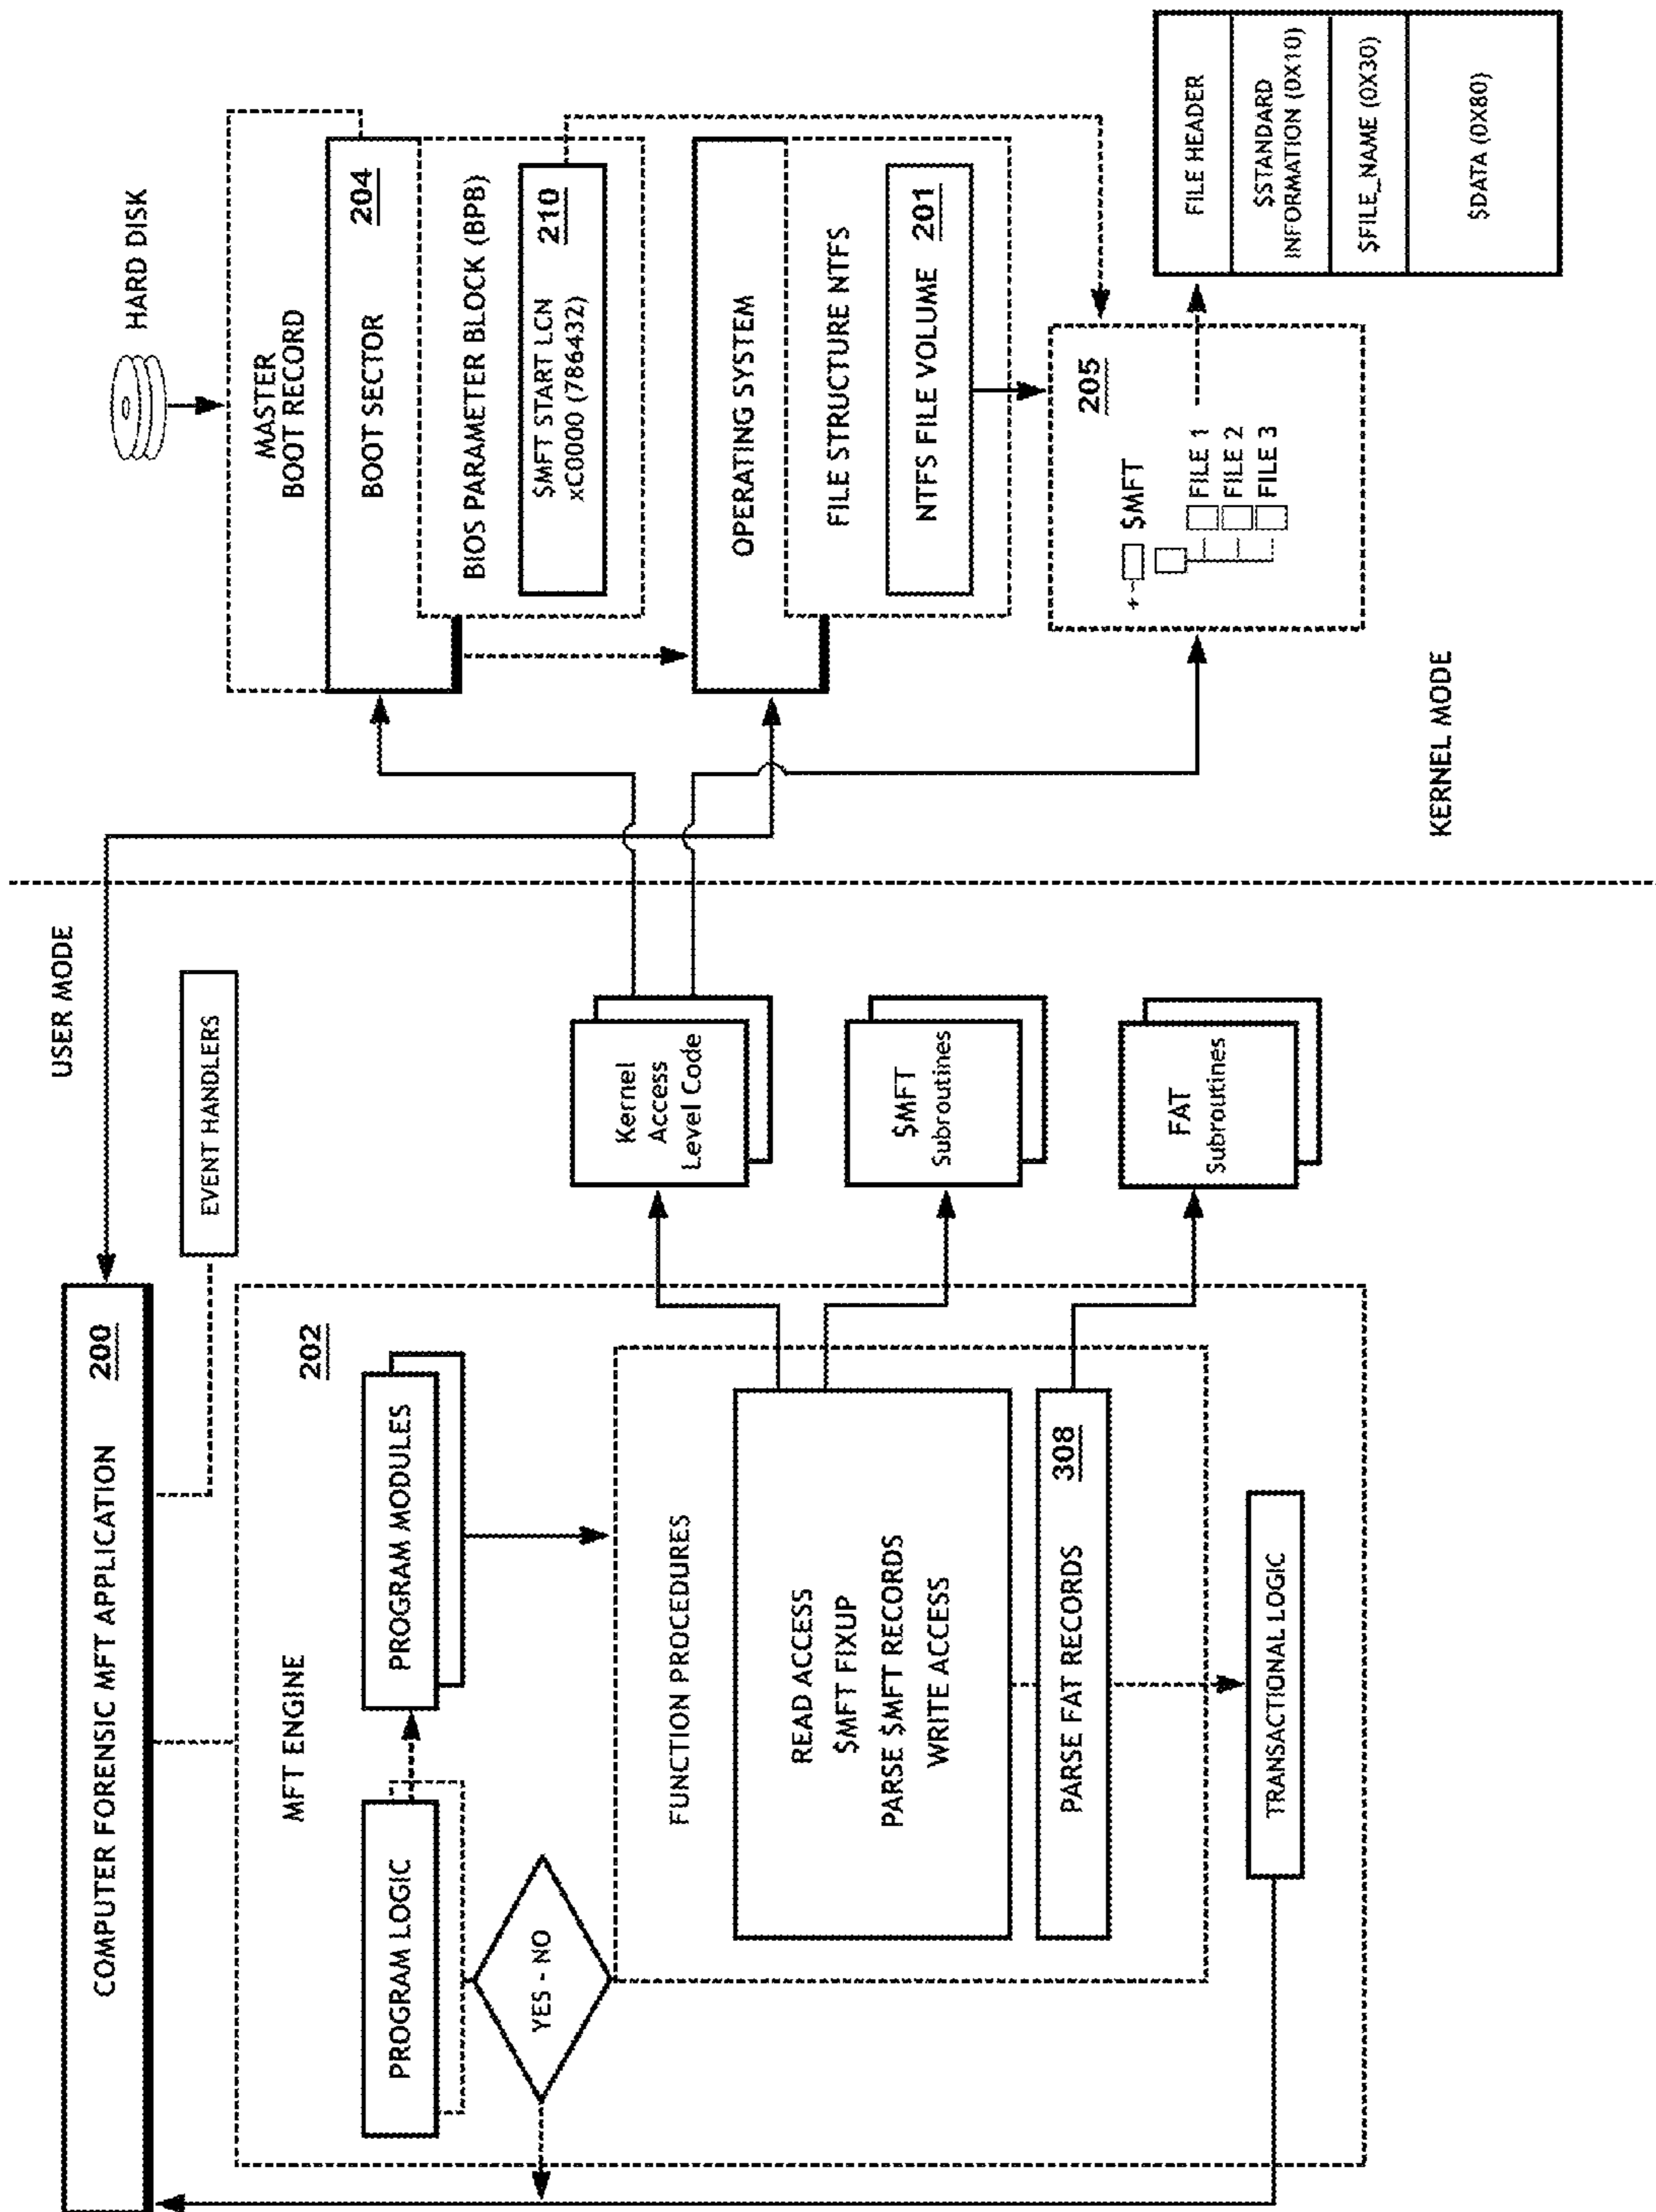 USER MODE
COMPUTER FORENSIC MFT APPLICATION 200
EVENT HANDLERS
MFT ENGINE 202
PROGRAM LOGIC
PROGRAM MODULES
YES - NO
FUNCTION PROCEDURES
READ ACCESS
$MFT FIXUP
PARSE $MFT RECORDS
WRITE ACCESS
PARSE FAT RECORDS 308
TRANSACTIONAL LOGIC
Kernel
Access
Level Code
$MFT
Subroutines
FAT
Subroutines
HARD DISK
MASTER
BOOT RECORD
BOOT SECTOR 204
BIOS PARAMETER BLOCK (BPB)
$MFT START LCN 210
xC0000 (786432)
OPERATING SYSTEM
FILE STRUCTURE NTFS
NTFS FILE VOLUME 201
205
$MFT
FILE 1
FILE 2
FILE 3
FILE HEADER
$STANDARD
INFORMATION (0X10)
$FILE_NAME (0X30)
$DATA (0X80)
KERNEL MODE